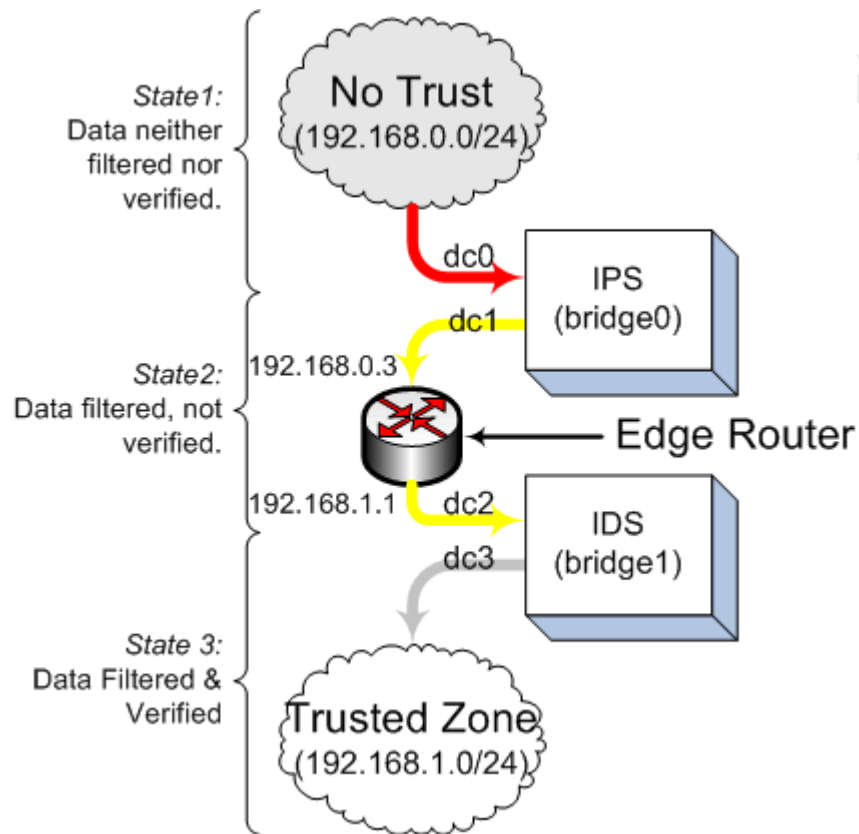 State1:
Data neither
filtered nor
verified.
No Trust
(192.168.0.0/24)
dc0
IPS
(bridge0)
dc1
192.168.0.3
State2:
Data filtered, not
verified.
Edge Router
192.168.1.1
dc2
IDS
(bridge1)
dc3
State 3:
Data Filtered &
Verified
Trusted Zone
(192.168.1.0/24)